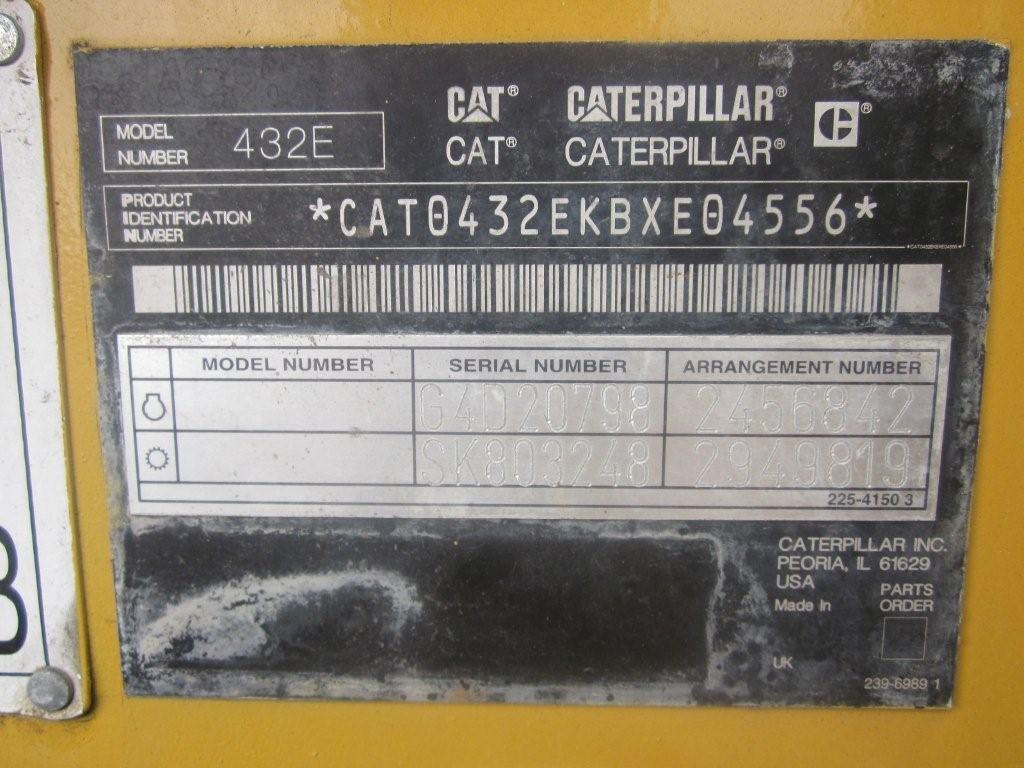 CAT® CATERPILLAR®
CAT® CATERPILLAR®
MODEL NUMBER 432E
PRODUCT IDENTIFICATION NUMBER *CAT0432EKBXE04556*
*CAT0432EKBXE04556*
MODEL NUMBER SERIAL NUMBER ARRANGEMENT NUMBER
G4D20798 2456842
SK803248 2949819
225-4150 3
CATERPILLAR INC.
PEORIA, IL 61629
USA
Made In
PARTS
ORDER
UK
239-6989 1